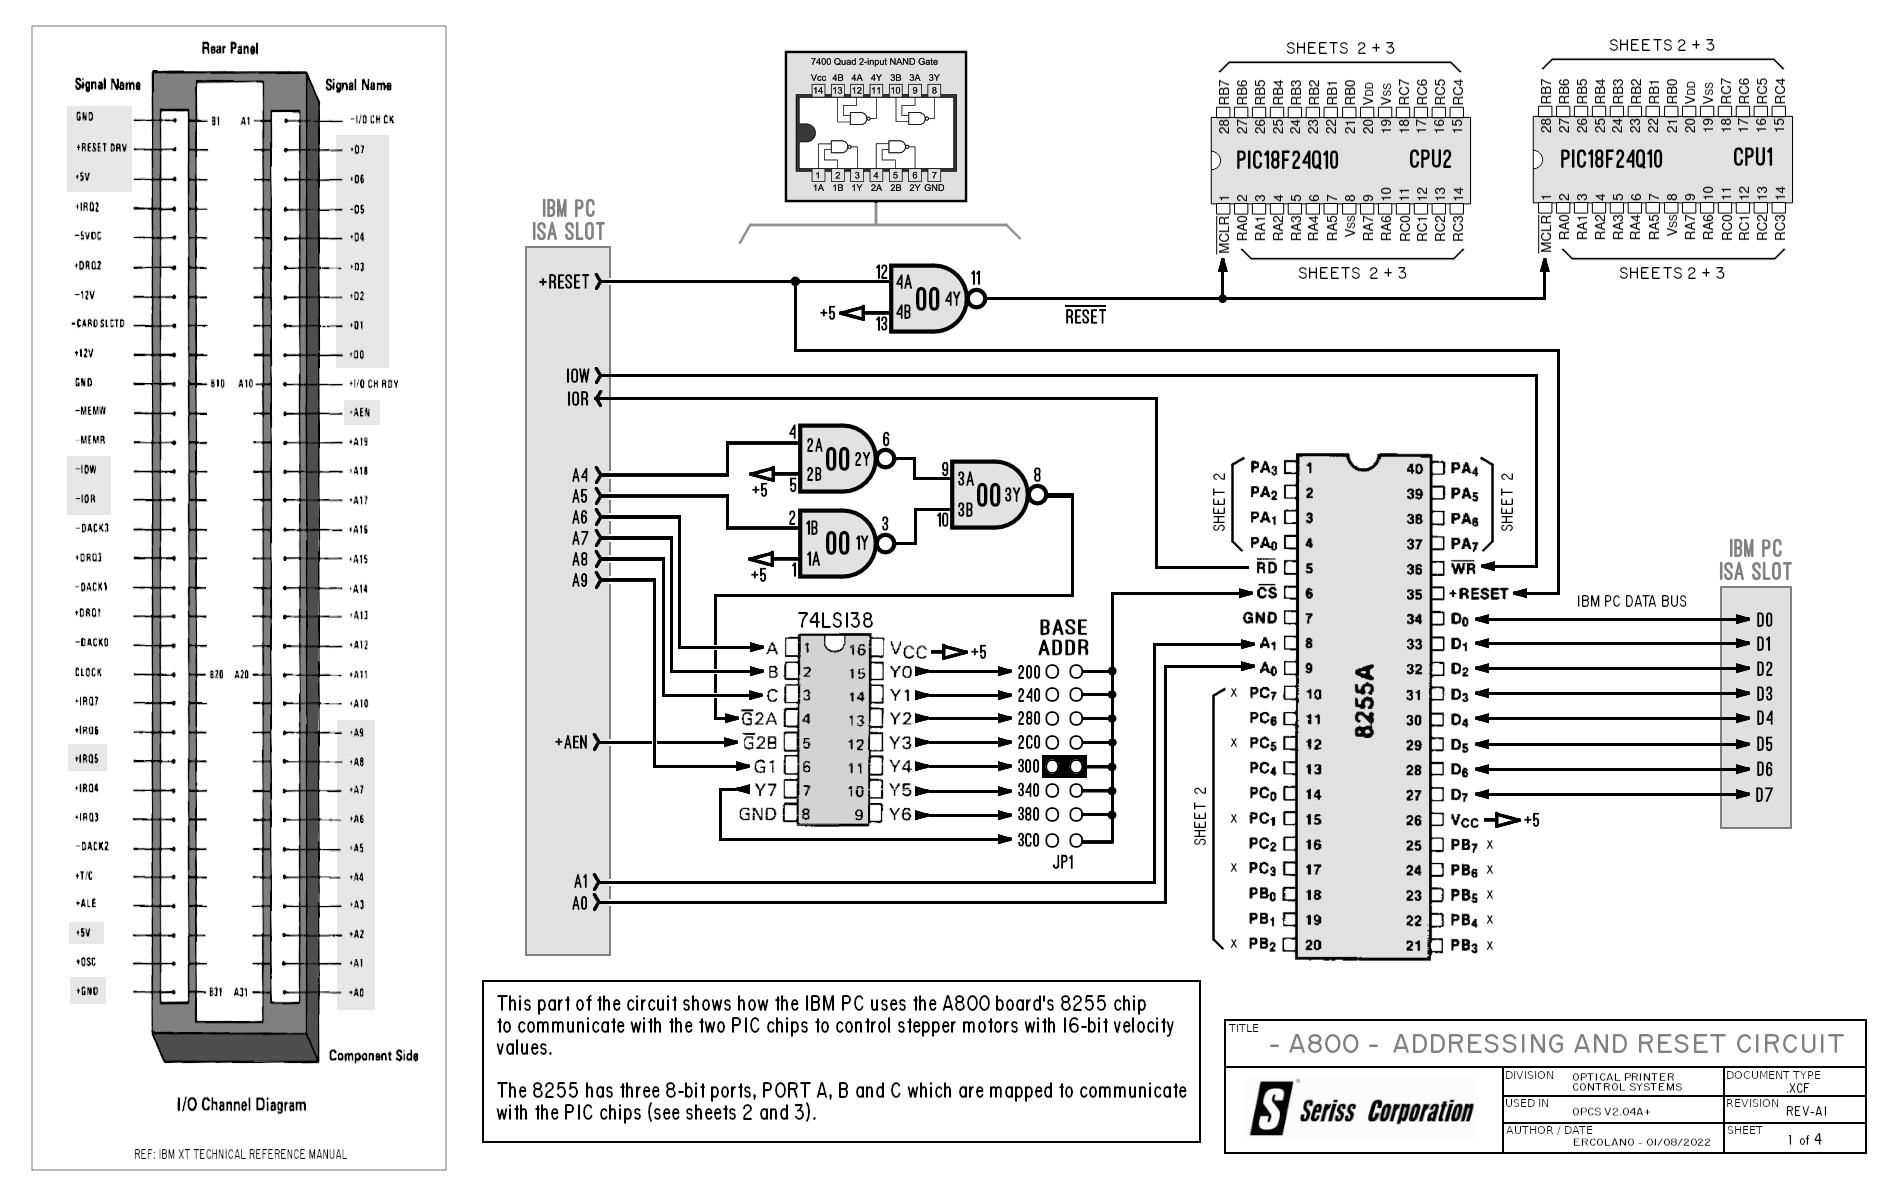 Rear Panel
Signal Name
Signal Name
GND
+RESET DRV
+5V
+IRQ2
-5VDC
+DRQ2
-12V
-CARD SLCTD
+12V
GND
-MEMW
-MEMR
-IOW
-IOR
-DACK3
+DRQ3
-DACK1
+DRQ1
-DACK0
CLOCK
+IRQ7
+IRQ6
+IRQ5
+IRQ4
+IRQ3
-DACK2
+T/C
+ALE
+5V
+OSC
+GND
B1 A1
B10 A10
B20 A20
B31 A31
-I/O CH CK
+D7
+D6
+D5
+D4
+D3
+D2
+D1
+D0
+I/O CH RDY
+AEN
+A19
+A18
+A17
+A16
+A15
+A14
+A13
+A12
+A11
+A10
+A9
+A8
+A7
+A6
+A5
+A4
+A3
+A2
+A1
+A0
Component Side
I/O Channel Diagram
REF: IBM XT TECHNICAL REFERENCE MANUAL
7400 Quad 2-input NAND Gate
Vcc 4B 4A 4Y 3B 3A 3Y
14 13 12 11 10 9 8
1 2 3 4 5 6 7
1A 1B 1Y 2A 2B 2Y GND
SHEETS 2 + 3
RB7 RB6 RB5 RB4 RB3 RB2 RB1 RB0 VDD VSS RC7 RC6 RC5 RC4
28 27 26 25 24 23 22 21 20 19 18 17 16 15
PIC18F24Q10 CPU2
1 2 3 4 5 6 7 8 9 10 11 12 13 14
MCLR RA0 RA1 RA2 RA3 RA4 RA5 VSS RA7 RA6 RC0 RC1 RC2 RC3
SHEETS 2 + 3
SHEETS 2 + 3
RB7 RB6 RB5 RB4 RB3 RB2 RB1 RB0 VDD VSS RC7 RC6 RC5 RC4
28 27 26 25 24 23 22 21 20 19 18 17 16 15
PIC18F24Q10 CPU1
1 2 3 4 5 6 7 8 9 10 11 12 13 14
MCLR RA0 RA1 RA2 RA3 RA4 RA5 VSS RA7 RA6 RC0 RC1 RC2 RC3
SHEETS 2 + 3
IBM PC
ISA SLOT
+RESET
IOW
IOR
A4
A5
A6
A7
A8
A9
+AEN
A1
A0
12 4A 00 4Y 11
+5 4B 13
RESET
4 2A 00 2Y 6
+5 2B 5
2 1B 00 1Y 3
+5 1A 1
9 3A 00 3Y 8
10 3B
74LS138
A 1 16 VCC +5
B 2 15 Y0
C 3 14 Y1
G2A 4 13 Y2
G2B 5 12 Y3
G1 6 11 Y4
Y7 7 10 Y5
GND 8 9 Y6
BASE
ADDR
200
240
280
2C0
300
340
380
3C0
JP1
8255A
SHEET 2
SHEET 2
SHEET 2
PA3 1 40 PA4
PA2 2 39 PA5
PA1 3 38 PA6
PA0 4 37 PA7
RD 5 36 WR
CS 6 35 +RESET
GND 7 34 D0
A1 8 33 D1
A0 9 32 D2
x PC7 10 31 D3
PC6 11 30 D4
x PC5 12 29 D5
PC4 13 28 D6
PC0 14 27 D7
x PC1 15 26 VCC +5
PC2 16 25 PB7 x
x PC3 17 24 PB6 x
PB0 18 23 PB5 x
PB1 19 22 PB4 x
x PB2 20 21 PB3 x
IBM PC DATA BUS
IBM PC
ISA SLOT
D0
D1
D2
D3
D4
D5
D6
D7
This part of the circuit shows how the IBM PC uses the A800 board's 8255 chip
to communicate with the two PIC chips to control stepper motors with 16-bit velocity
values.
The 8255 has three 8-bit ports, PORT A, B and C which are mapped to communicate
with the PIC chips (see sheets 2 and 3).
TITLE
- A800 - ADDRESSING AND RESET CIRCUIT
S
Seriss Corporation
DIVISION OPTICAL PRINTER
CONTROL SYSTEMS
DOCUMENT TYPE
.XCF
USED IN OPCS V2.04A+
REVISION REV-A1
AUTHOR / DATE
ERCOLANO - 01/08/2022
SHEET 1 of 4